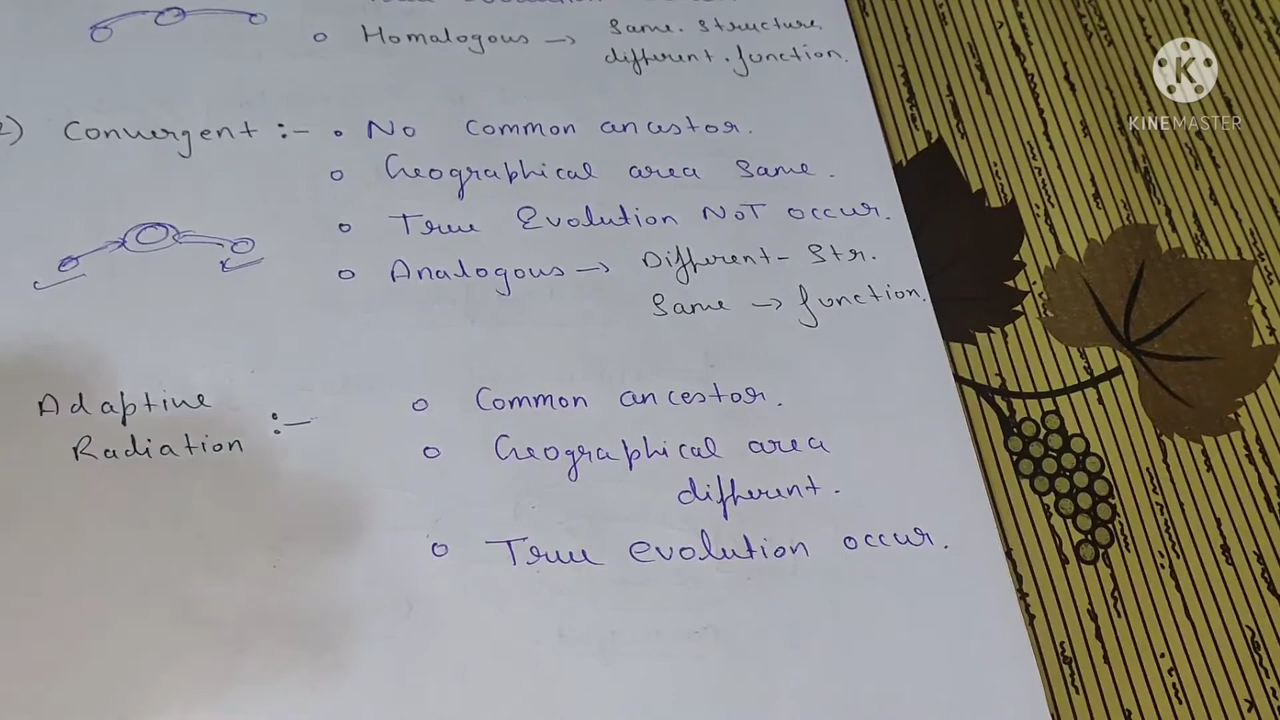 Homalogous → Same. Structure.
different. function.
2) Convergent :- • No Common ancestor.
Geographical area Same.
True Evolution NOT occur.
Analogous → Different - Str.
Same → function.
Adaptive
Radiation :- Common ancestor.
Geographical area
different.
True evolution occur.
K
KINEMASTER